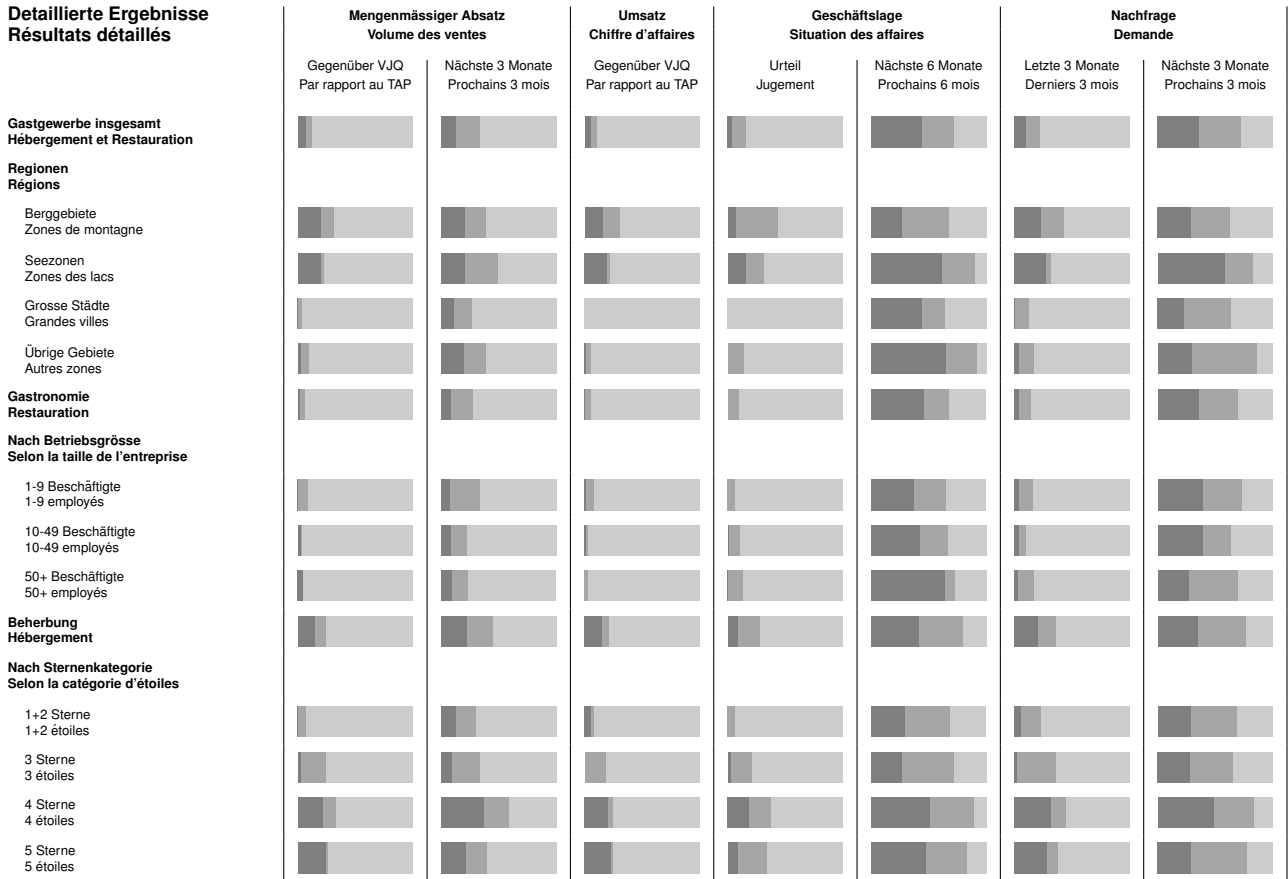 Detaillierte Ergebnisse
Résultats détaillés
Mengenmässiger Absatz
Volume des ventes
Umsatz
Chiffre d'affaires
Geschäftslage
Situation des affaires
Nachfrage
Demande
Gegenüber VJQ
Par rapport au TAP
Nächste 3 Monate
Prochains 3 mois
Gegenüber VJQ
Par rapport au TAP
Urteil
Jugement
Nächste 6 Monate
Prochains 6 mois
Letzte 3 Monate
Derniers 3 mois
Nächste 3 Monate
Prochains 3 mois
Gastgewerbe insgesamt
Hébergement et Restauration
Regionen
Régions
Berggebiete
Zones de montagne
Seezonen
Zones des lacs
Grosse Städte
Grandes villes
Übrige Gebiete
Autres zones
Gastronomie
Restauration
Nach Betriebsgrösse
Selon la taille de l'entreprise
1-9 Beschäftigte
1-9 employés
10-49 Beschäftigte
10-49 employés
50+ Beschäftigte
50+ employés
Beherbung
Hébergement
Nach Sternenkategorie
Selon la catégorie d'étoiles
1+2 Sterne
1+2 étoiles
3 Sterne
3 étoiles
4 Sterne
4 étoiles
5 Sterne
5 étoiles